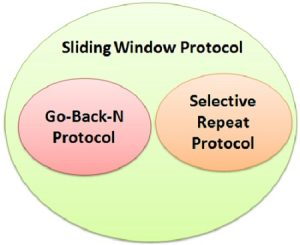 Sliding Window Protocol
Go-Back-N
Protocol
Selective
Repeat
Protocol